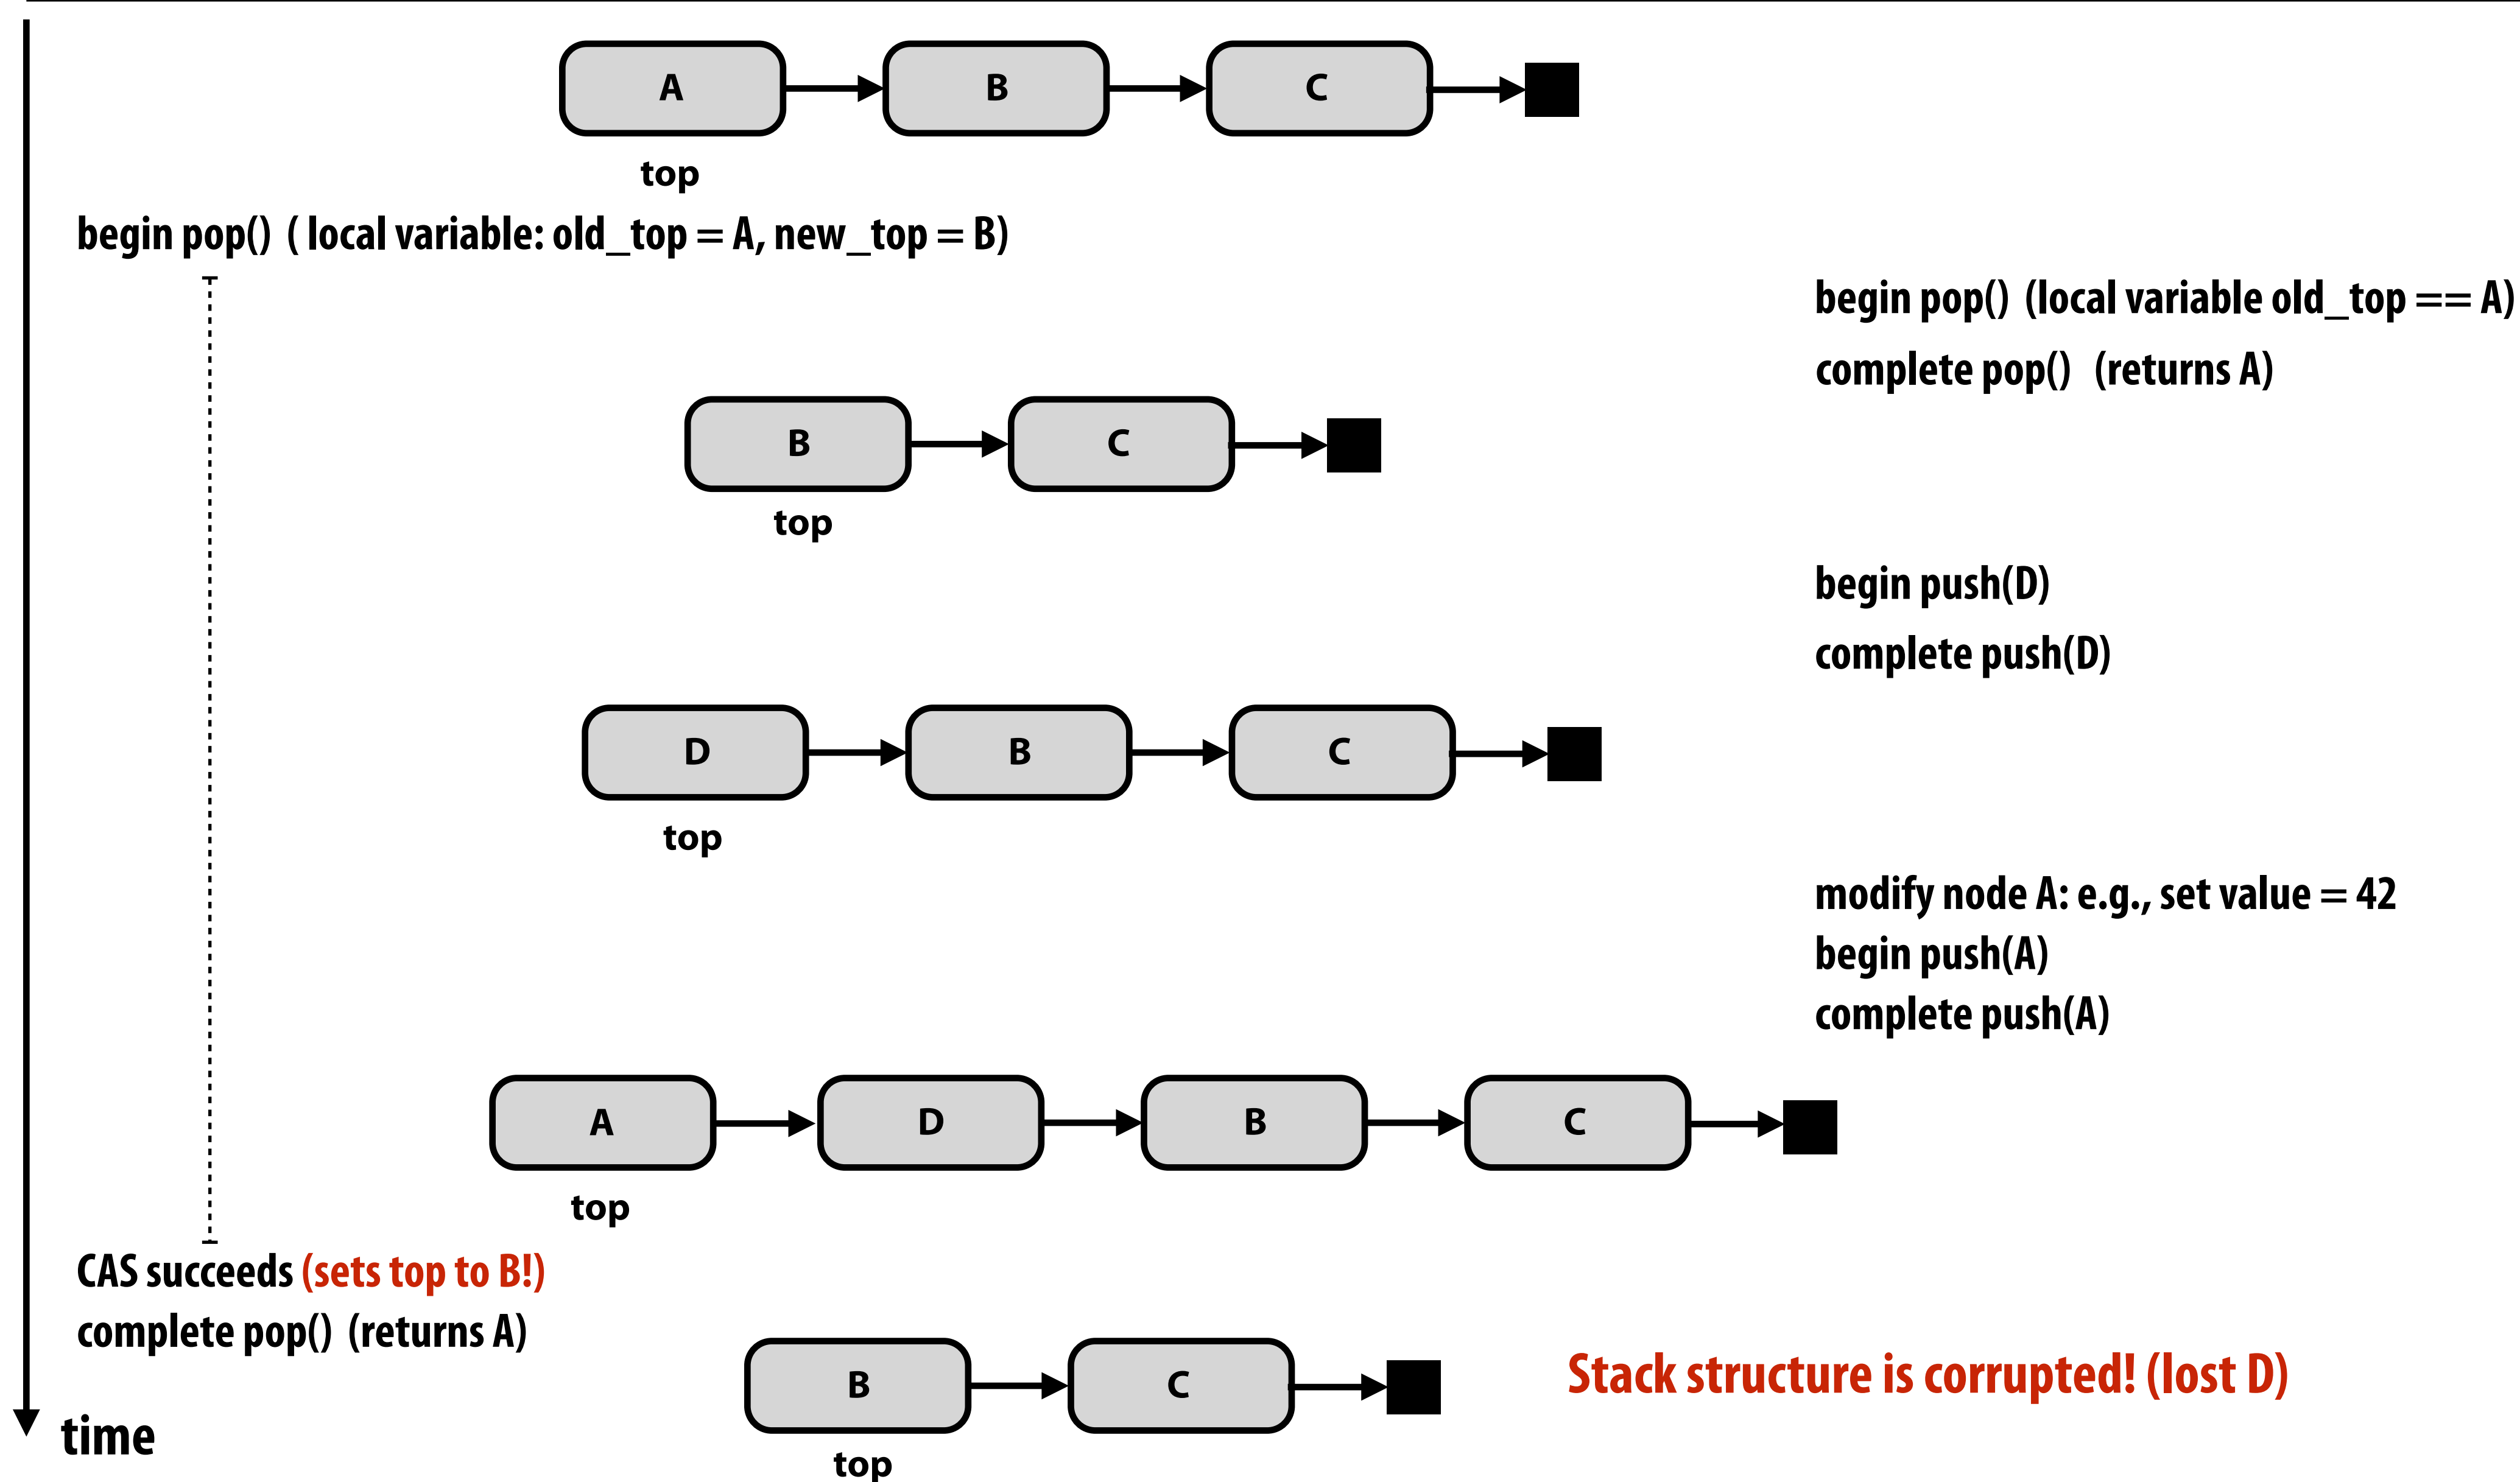 A B C
top
begin pop() ( local variable: old_top = A, new_top = B)
begin pop() (local variable old_top == A)
complete pop() (returns A)
B C
top
begin push(D)
complete push(D)
D B C
top
modify node A: e.g., set value = 42
begin push(A)
complete push(A)
A D B C
top
CAS succeeds (sets top to B!)
complete pop() (returns A)
B C
top
Stack structure is corrupted! (lost D)
time